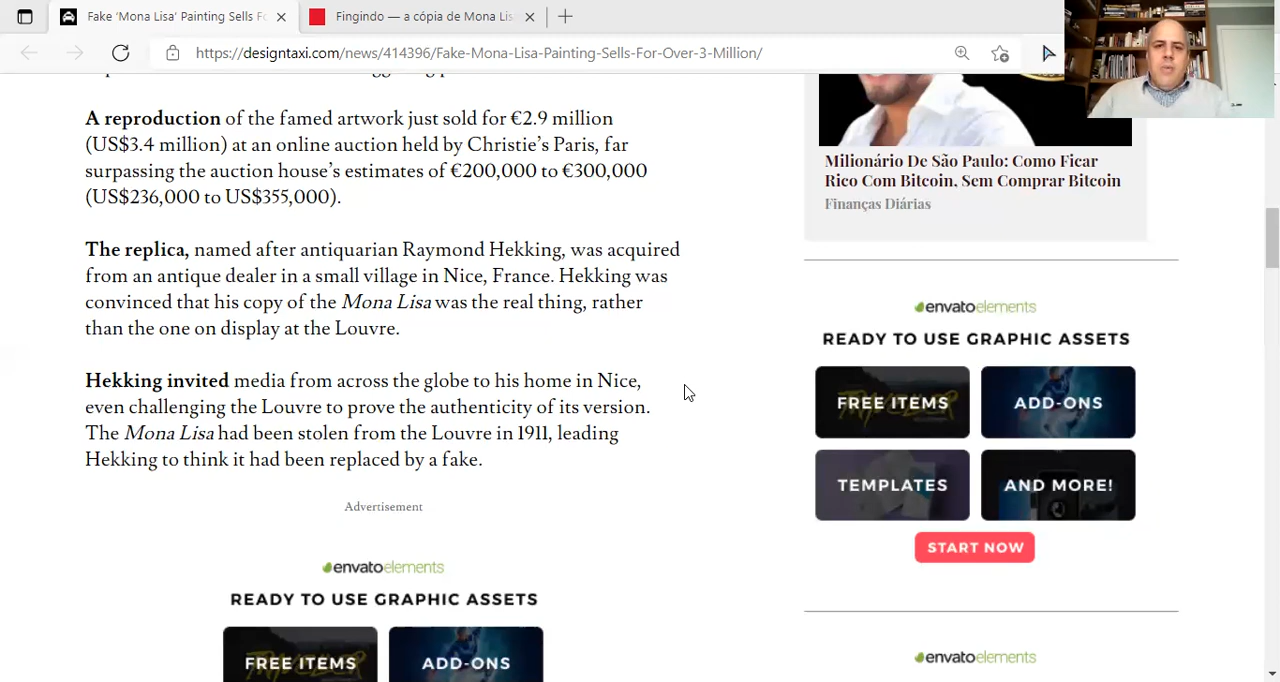 Fake 'Mona Lisa' Painting Sells F
Fingindo — a cópia de Mona Lis
https://designtaxi.com/news/414396/Fake-Mona-Lisa-Painting-Sells-For-Over-3-Million/
A reproduction of the famed artwork just sold for €2.9 million
(US$3.4 million) at an online auction held by Christie's Paris, far
surpassing the auction house's estimates of €200,000 to €300,000
(US$236,000 to US$355,000).
The replica, named after antiquarian Raymond Hekking, was acquired
from an antique dealer in a small village in Nice, France. Hekking was
convinced that his copy of the Mona Lisa was the real thing, rather
than the one on display at the Louvre.
Hekking invited media from across the globe to his home in Nice,
even challenging the Louvre to prove the authenticity of its version.
The Mona Lisa had been stolen from the Louvre in 1911, leading
Hekking to think it had been replaced by a fake.
Advertisement
envatoelements
READY TO USE GRAPHIC ASSETS
FREE ITEMS
ADD-ONS
Milionário De São Paulo: Como Ficar
Rico Com Bitcoin, Sem Comprar Bitcoin
Finanças Diárias
envatoelements
READY TO USE GRAPHIC ASSETS
FREE ITEMS
ADD-ONS
TEMPLATES
AND MORE!
START NOW
envatoelements